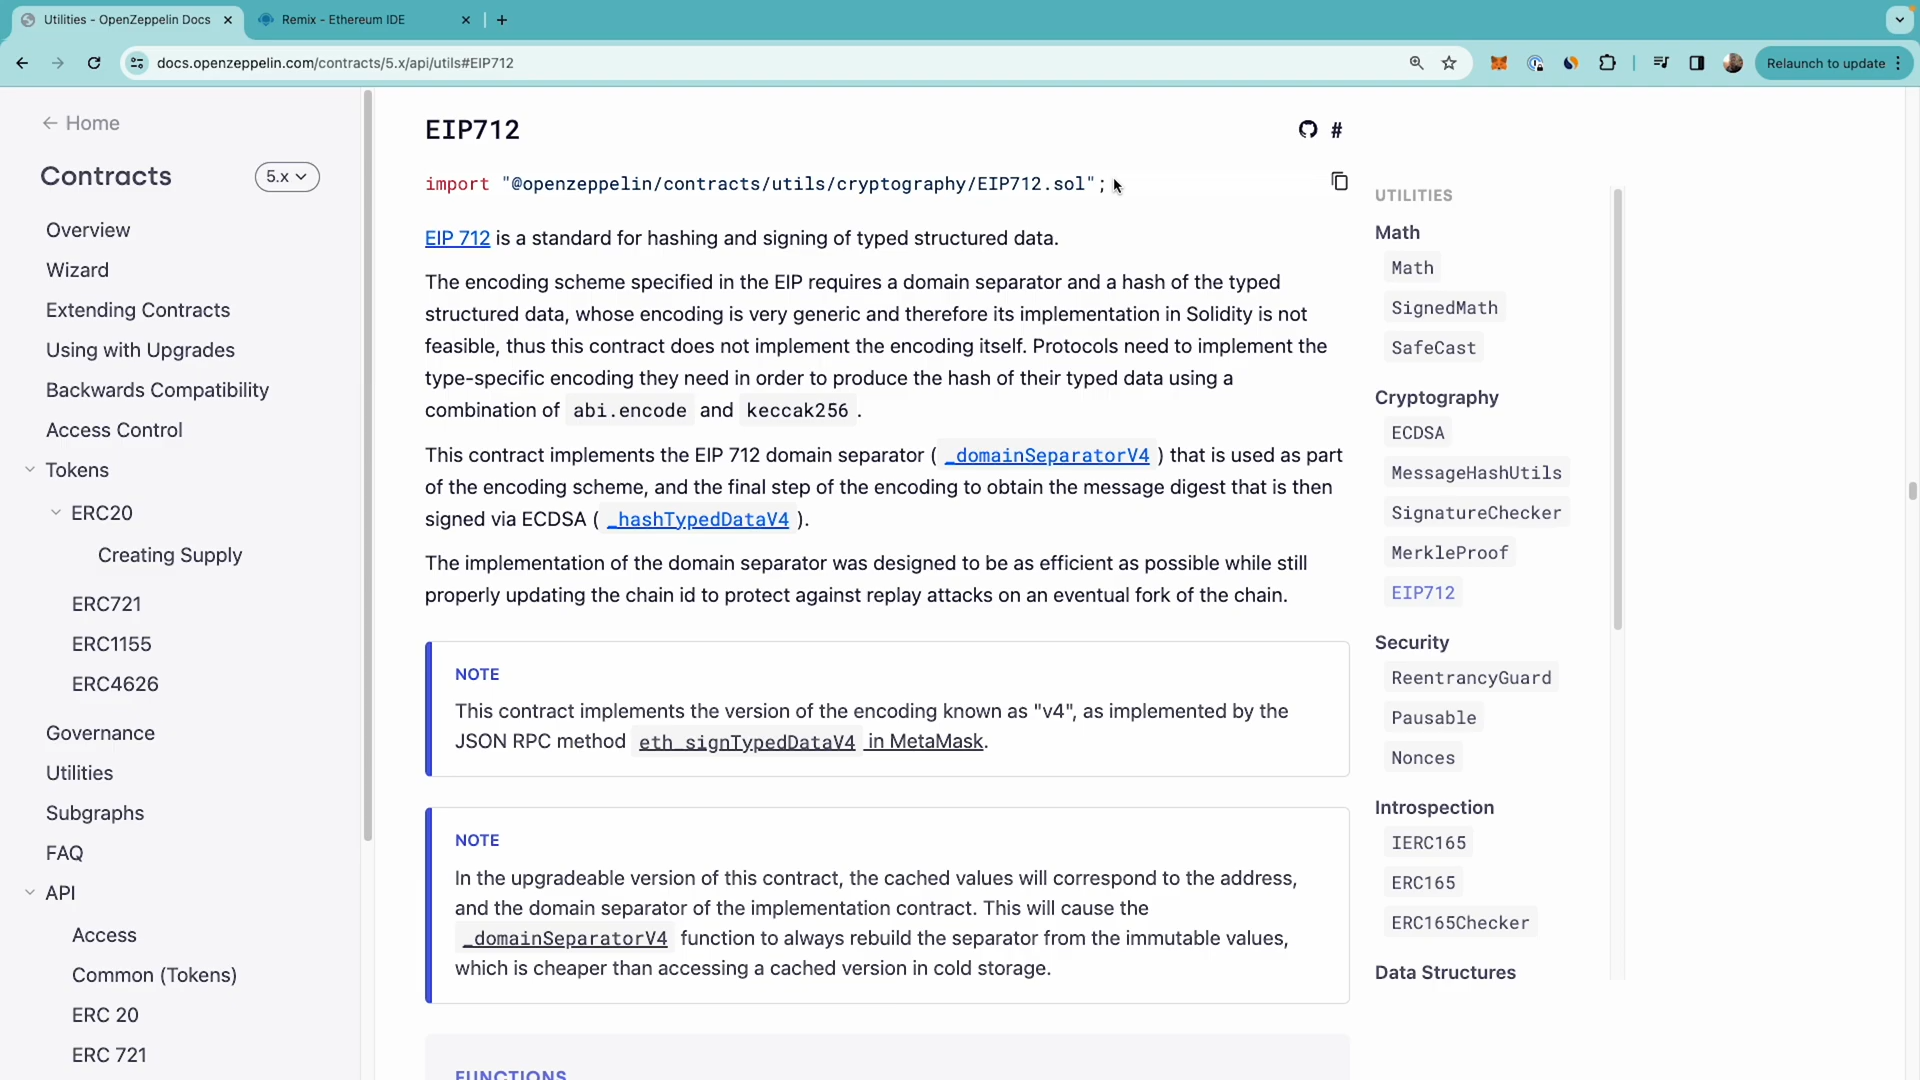 Utilities - OpenZeppelin Docs
Remix - Ethereum IDE
docs.openzeppelin.com/contracts/5.x/api/utils#EIP712
Relaunch to update
Home
Contracts
5.x
Overview
Wizard
Extending Contracts
Using with Upgrades
Backwards Compatibility
Access Control
Tokens
ERC20
Creating Supply
ERC721
ERC1155
ERC4626
Governance
Utilities
Subgraphs
FAQ
API
Access
Common (Tokens)
ERC 20
ERC 721
EIP712
#
import "@openzeppelin/contracts/utils/cryptography/EIP712.sol";
EIP 712 is a standard for hashing and signing of typed structured data.
The encoding scheme specified in the EIP requires a domain separator and a hash of the typed
structured data, whose encoding is very generic and therefore its implementation in Solidity is not
feasible, thus this contract does not implement the encoding itself. Protocols need to implement the
type-specific encoding they need in order to produce the hash of their typed data using a
combination of abi.encode and keccak256 .
This contract implements the EIP 712 domain separator ( _domainSeparatorV4 ) that is used as part
of the encoding scheme, and the final step of the encoding to obtain the message digest that is then
signed via ECDSA ( _hashTypedDataV4 ).
The implementation of the domain separator was designed to be as efficient as possible while still
properly updating the chain id to protect against replay attacks on an eventual fork of the chain.
NOTE
This contract implements the version of the encoding known as "v4", as implemented by the
JSON RPC method eth_signTypedDataV4 in MetaMask.
NOTE
In the upgradeable version of this contract, the cached values will correspond to the address,
and the domain separator of the implementation contract. This will cause the
_domainSeparatorV4 function to always rebuild the separator from the immutable values,
which is cheaper than accessing a cached version in cold storage.
FUNCTIONS
UTILITIES
Math
Math
SignedMath
SafeCast
Cryptography
ECDSA
MessageHashUtils
SignatureChecker
MerkleProof
EIP712
Security
ReentrancyGuard
Pausable
Nonces
Introspection
IERC165
ERC165
ERC165Checker
Data Structures